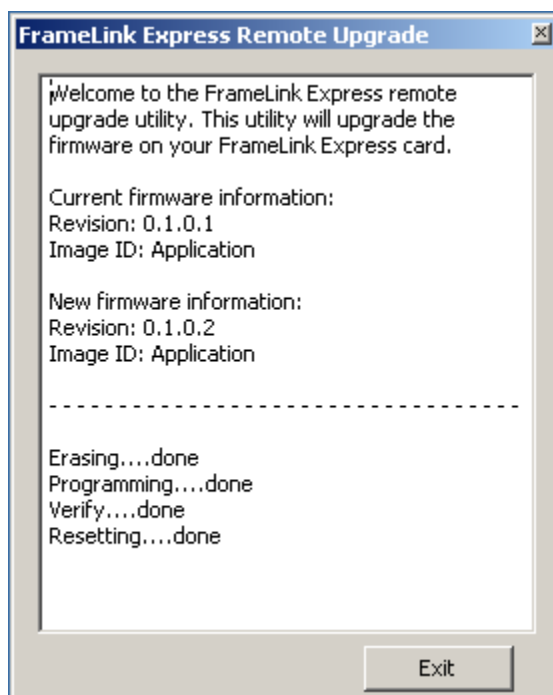 FrameLink Express Remote Upgrade
Welcome to the FrameLink Express remote
upgrade utility. This utility will upgrade the
firmware on your FrameLink Express card.
Current firmware information:
Revision: 0.1.0.1
Image ID: Application
New firmware information:
Revision: 0.1.0.2
Image ID: Application
- - - - - - - - - - - - - - - - - - - - - - - - - - - - - - - - - -
Erasing....done
Programming....done
Verify....done
Resetting....done
Exit